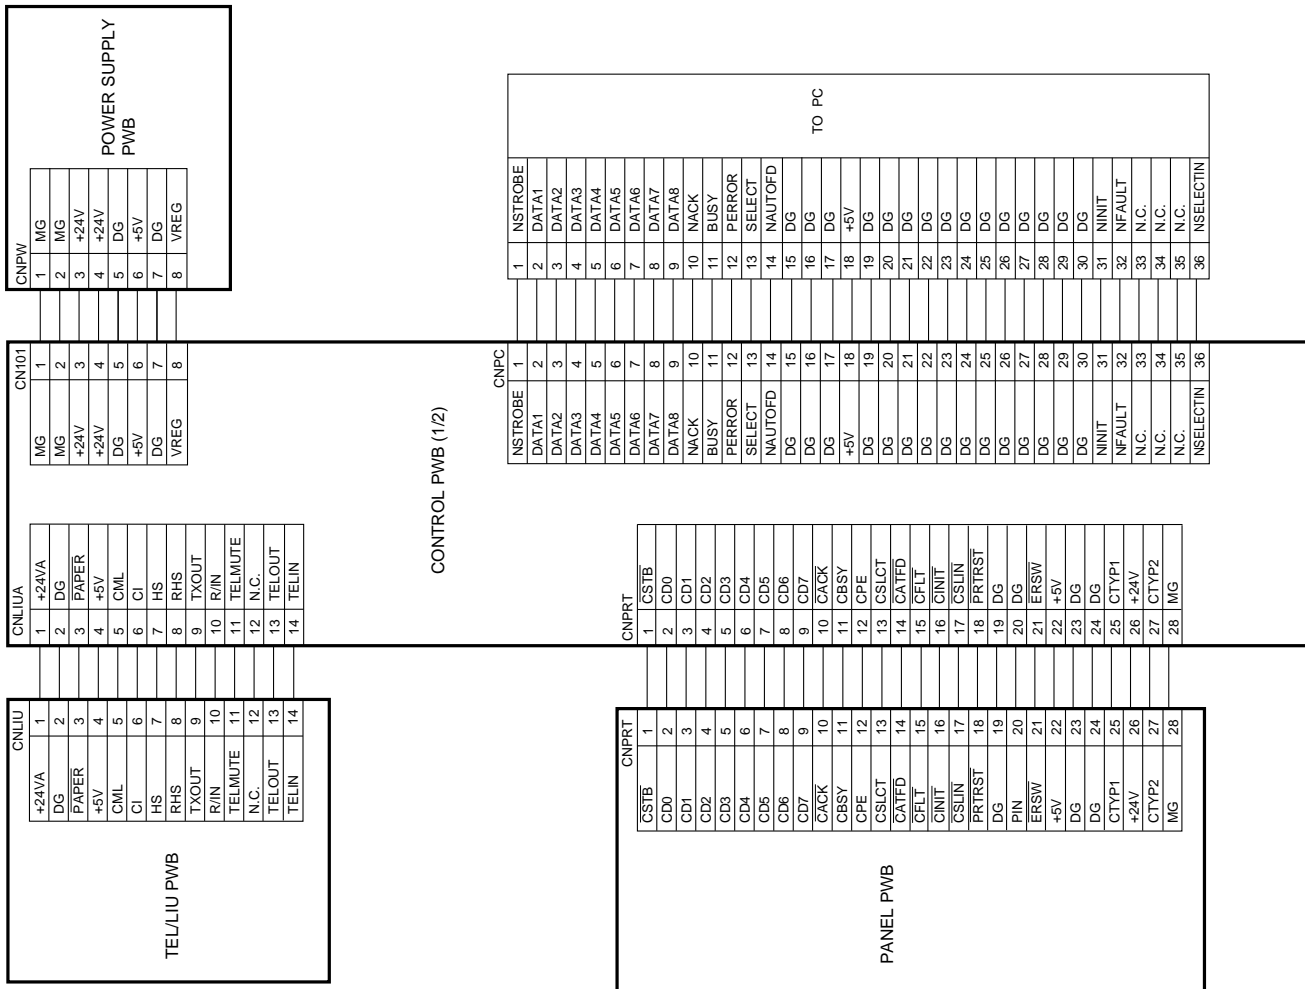 POWER SUPPLY
PWB
CNPW
1 MG
2 MG
3 +24V
4 +24V
5 DG
6 +5V
7 DG
8 VREG
CN101
MG 1
MG 2
+24V 3
+24V 4
DG 5
+5V 6
DG 7
VREG 8
TO PC
1 NSTROBE
2 DATA1
3 DATA2
4 DATA3
5 DATA4
6 DATA5
7 DATA6
8 DATA7
9 DATA8
10 NACK
11 BUSY
12 PERROR
13 SELECT
14 NAUTOFD
15 DG
16 DG
17 DG
18 +5V
19 DG
20 DG
21 DG
22 DG
23 DG
24 DG
25 DG
26 DG
27 DG
28 DG
29 DG
30 DG
31 NINIT
32 NFAULT
33 N.C.
34 N.C.
35 N.C.
36 NSELECTIN
CNPC
NSTROBE 1
DATA1 2
DATA2 3
DATA3 4
DATA4 5
DATA5 6
DATA6 7
DATA7 8
DATA8 9
NACK 10
BUSY 11
PERROR 12
SELECT 13
NAUTOFD 14
DG 15
DG 16
DG 17
+5V 18
DG 19
DG 20
DG 21
DG 22
DG 23
DG 24
DG 25
DG 26
DG 27
DG 28
DG 29
DG 30
NINIT 31
NFAULT 32
N.C. 33
N.C. 34
N.C. 35
NSELECTIN 36
CONTROL PWB (1/2)
CNLIUA
1 +24VA
2 DG
3 PAPER
4 +5V
5 CML
6 CI
7 HS
8 RHS
9 TXOUT
10 R/IN
11 TELMUTE
12 N.C.
13 TELOUT
14 TELIN
CNLIU
+24VA 1
DG 2
PAPER 3
+5V 4
CML 5
CI 6
HS 7
RHS 8
TXOUT 9
R/IN 10
TELMUTE 11
N.C. 12
TELOUT 13
TELIN 14
TEL/LIU PWB
CNPRT
1 CSTB
2 CD0
3 CD1
4 CD2
5 CD3
6 CD4
7 CD5
8 CD6
9 CD7
10 CACK
11 CBSY
12 CPE
13 CSLCT
14 CATFD
15 CFLT
16 CINIT
17 CSLIN
18 PRTRST
19 DG
20 DG
21 ERSW
22 +5V
23 DG
24 DG
25 CTYP1
26 +24V
27 CTYP2
28 MG
CNPRT
CSTB 1
CD0 2
CD1 3
CD2 4
CD3 5
CD4 6
CD5 7
CD6 8
CD7 9
CACK 10
CBSY 11
CPE 12
CSLCT 13
CATFD 14
CFLT 15
CINIT 16
CSLIN 17
PRTRST 18
DG 19
PIN 20
ERSW 21
+5V 22
DG 23
DG 24
CTYP1 25
+24V 26
CTYP2 27
MG 28
PANEL PWB